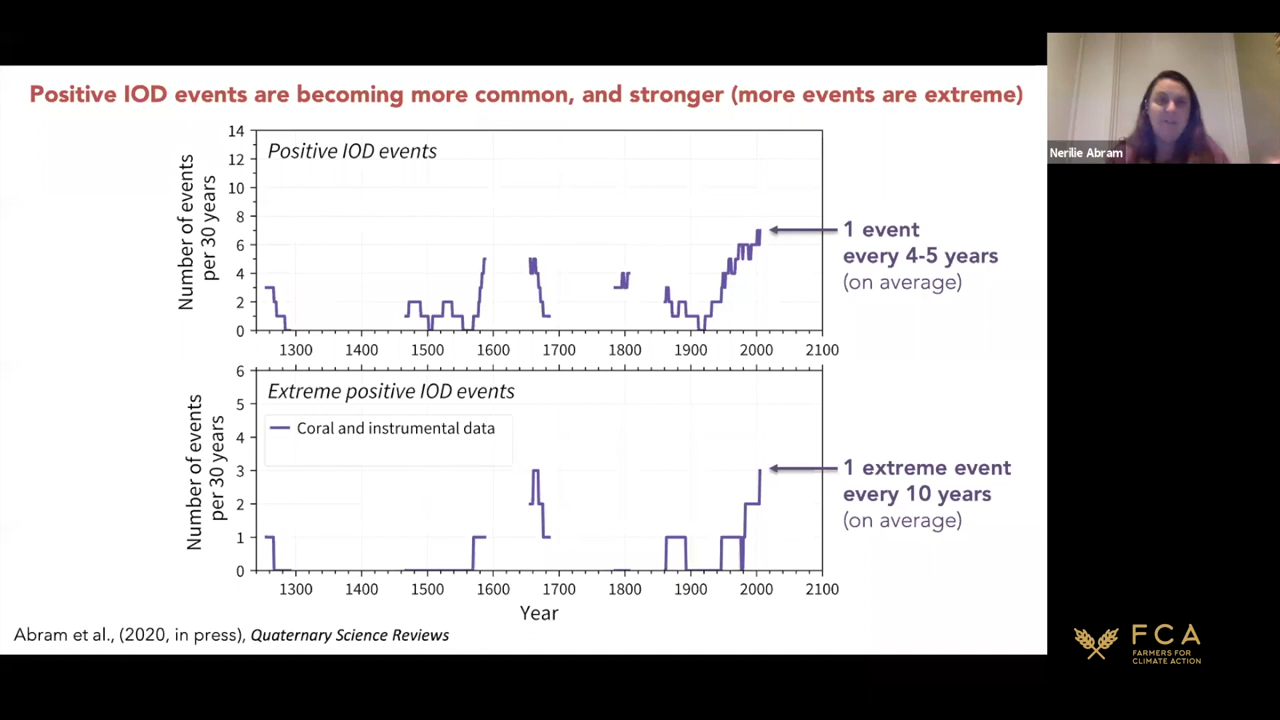 Positive IOD events are becoming more common, and stronger (more events are extreme)
Nerilie Abram
Number of events
per 30 years
14
12
10
8
6
4
2
0
Positive IOD events
1 event
every 4-5 years
(on average)
1300 1400 1500 1600 1700 1800 1900 2000 2100
Number of events
per 30 years
6
5
4
3
2
1
0
Extreme positive IOD events
Coral and instrumental data
1 extreme event
every 10 years
(on average)
1300 1400 1500 1600 1700 1800 1900 2000 2100
Year
Abram et al., (2020, in press), Quaternary Science Reviews
FCA
FARMERS FOR
CLIMATE ACTION